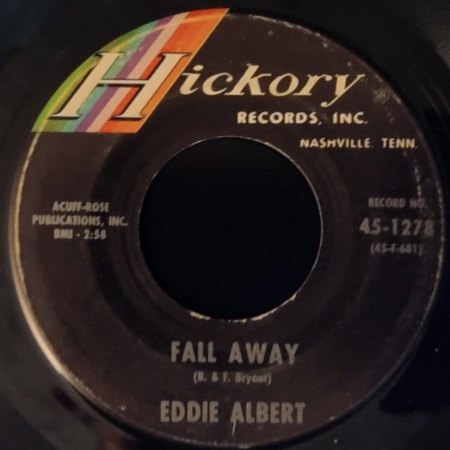 Hickory
®
RECORDS, INC.
NASHVILLE, TENN.
ACUFF-ROSE
PUBLICATIONS, INC.
BMI - 2:58
RECORD NO.
45-1278
(45-F-681)
FALL AWAY
(B. & F. Bryant)
EDDIE ALBERT